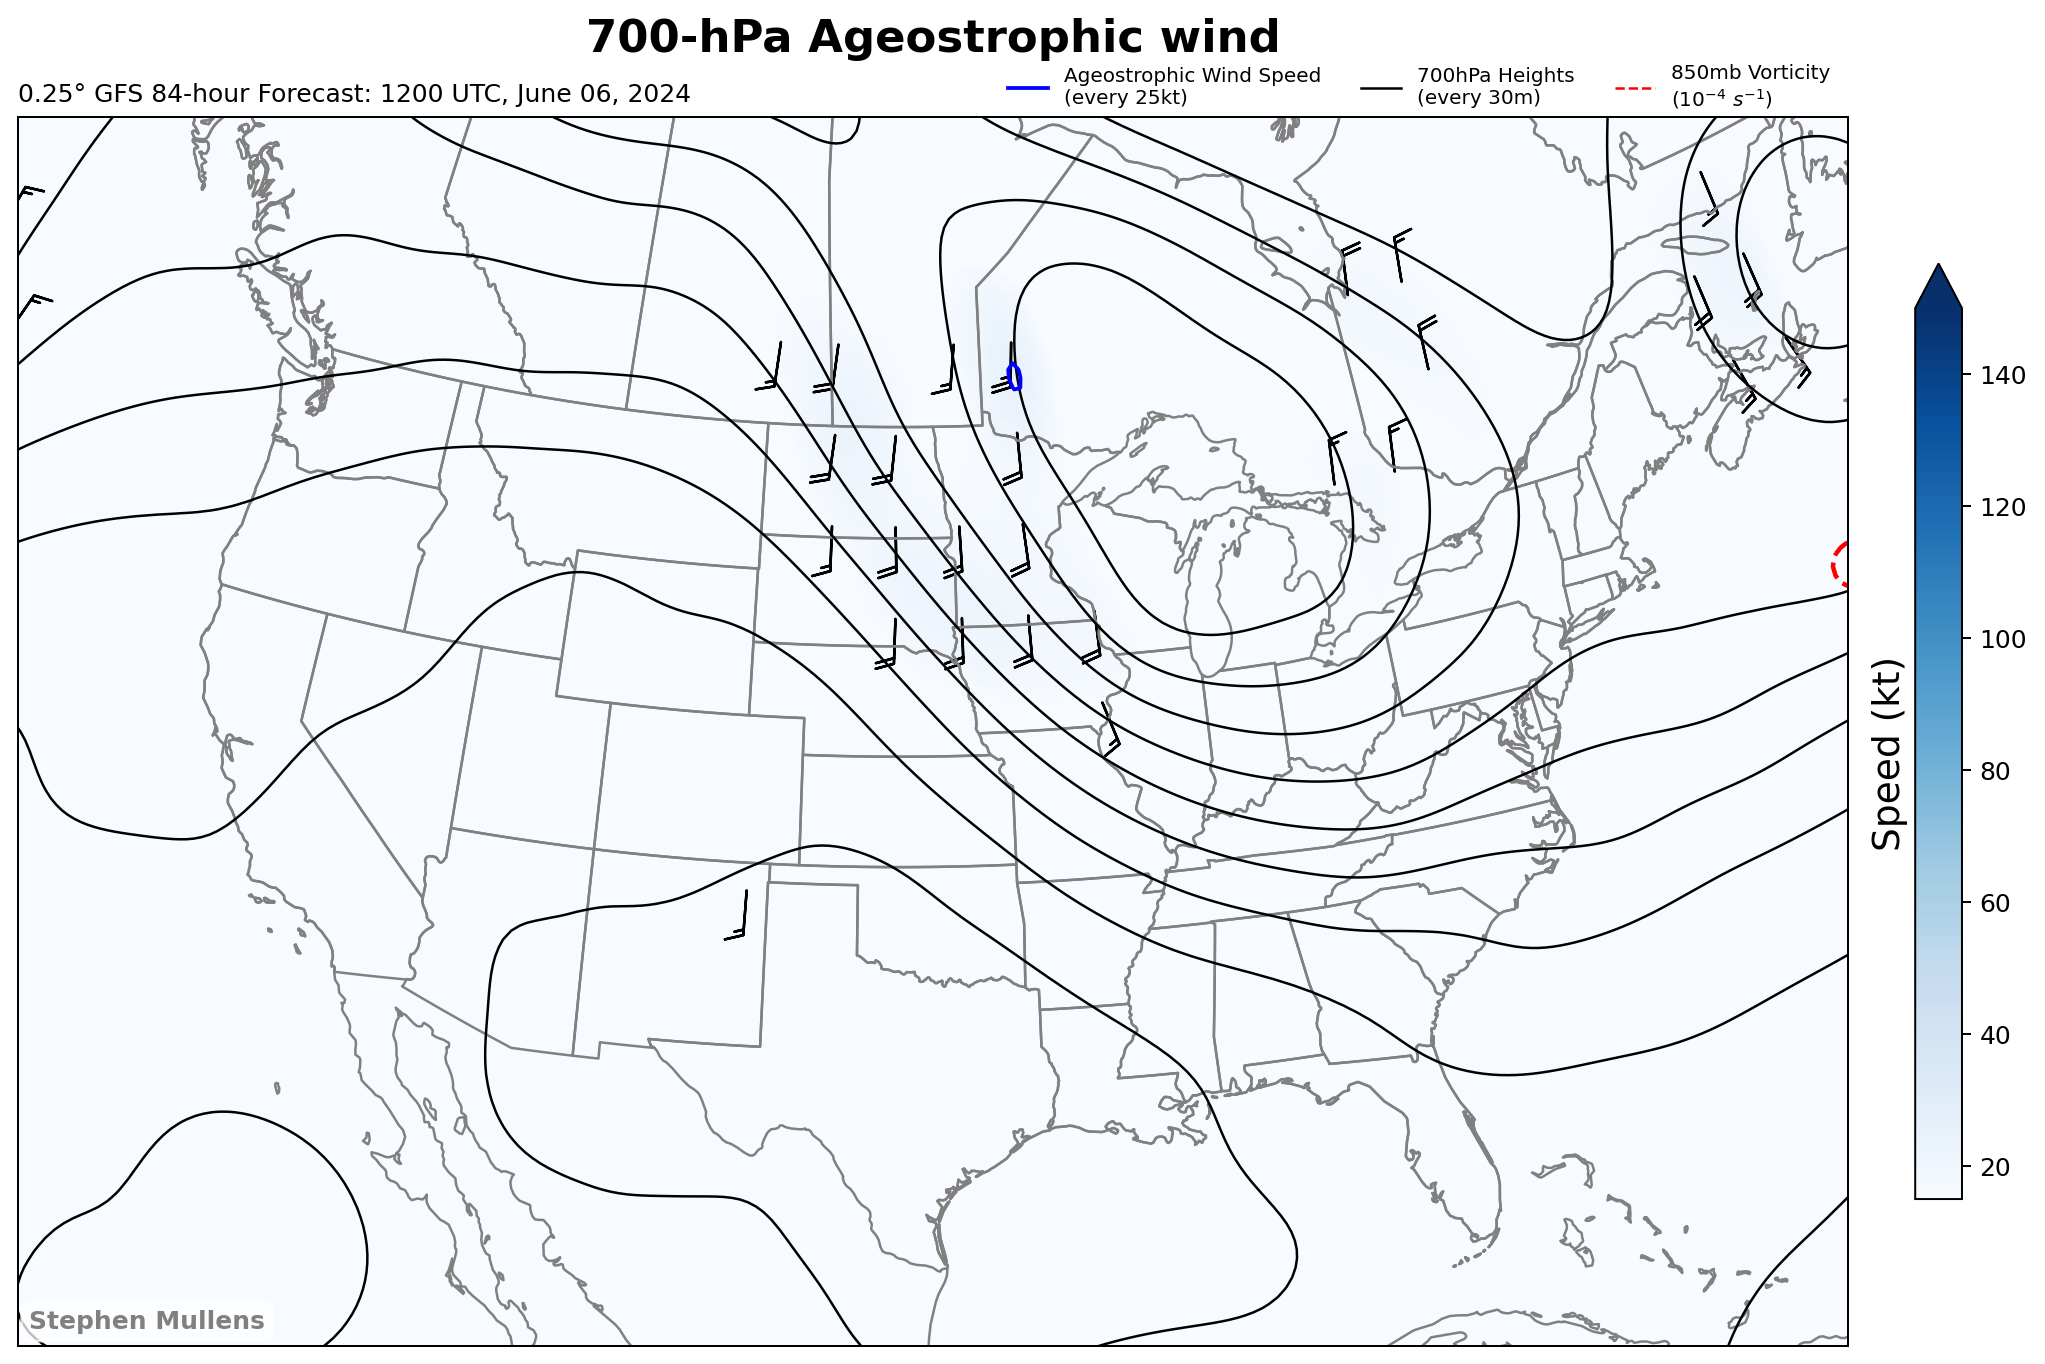 700-hPa Ageostrophic wind
0.25° GFS 84-hour Forecast: 1200 UTC, June 06, 2024
Ageostrophic Wind Speed
(every 25kt)
700hPa Heights
(every 30m)
850mb Vorticity
(10⁻⁴ s⁻¹)
140
120
100
80
60
40
20
Speed (kt)
Stephen Mullens